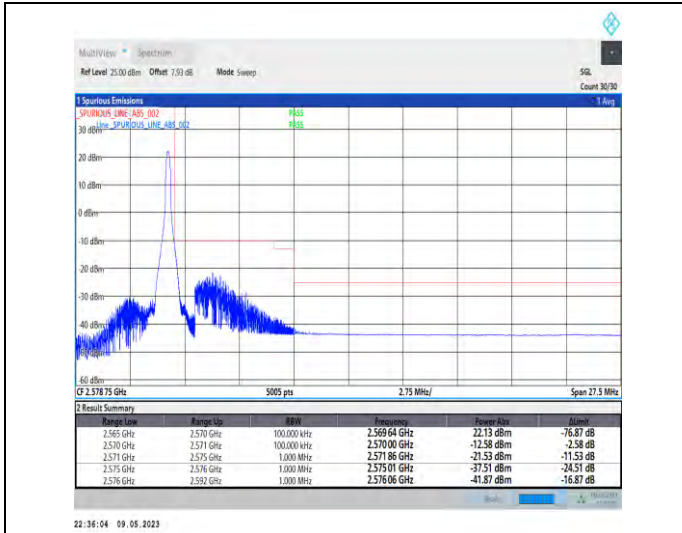 MultiView Spectrum
Ref Level 25.00 dBm Offset 7.93 dB Mode Sweep SGL
Count 30/30
1 Spurious Emissions 1 Avg
_SPURIOUS_LINE_ABS_002 PASS
Line _SPURIOUS_LINE_ABS_002 PASS
30 dBm
20 dBm
10 dBm
0 dBm
-10 dBm
-20 dBm
-30 dBm
-40 dBm
-50 dBm
-60 dBm
CF 2.578 75 GHz 5005 pts 2.75 MHz/ Span 27.5 MHz
2 Result Summary
Range Low Range Up RBW Frequency Power Abs ΔLimit
2.565 GHz 2.570 GHz 100.000 kHz 2.569 64 GHz 22.13 dBm -76.87 dB
2.570 GHz 2.571 GHz 100.000 kHz 2.570 00 GHz -12.58 dBm -2.58 dB
2.571 GHz 2.575 GHz 1.000 MHz 2.571 86 GHz -21.53 dBm -11.53 dB
2.575 GHz 2.576 GHz 1.000 MHz 2.575 01 GHz -37.51 dBm -24.51 dB
2.576 GHz 2.592 GHz 1.000 MHz 2.576 06 GHz -41.87 dBm -16.87 dB
22:36:04 09.05.2023